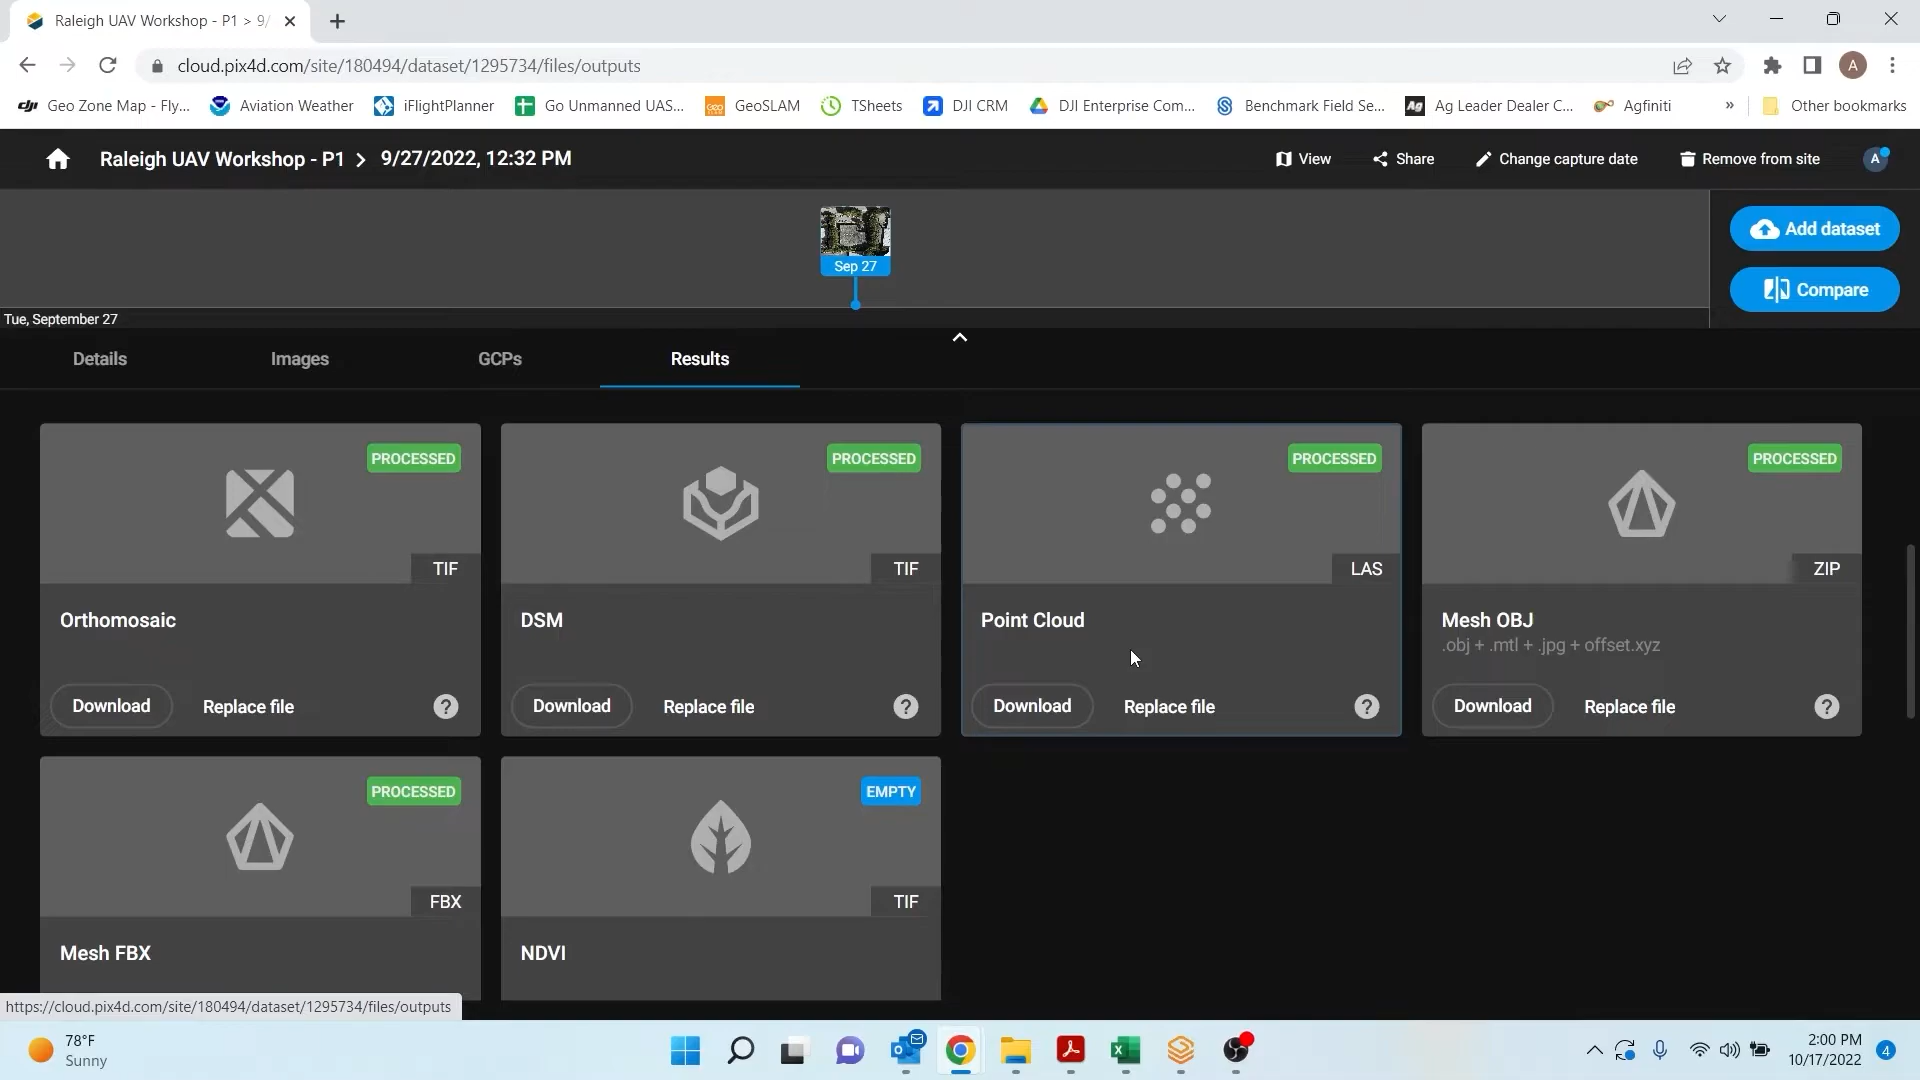 Raleigh UAV Workshop - P1 > 9/
cloud.pix4d.com/site/180494/dataset/1295734/files/outputs
A
Geo Zone Map - Fly...
Aviation Weather
iFlightPlanner
Go Unmanned UAS...
GeoSLAM
TSheets
DJI CRM
DJI Enterprise Com...
Benchmark Field Se...
Ag Leader Dealer C...
Agfiniti
»
Other bookmarks
Raleigh UAV Workshop - P1 > 9/27/2022, 12:32 PM
View
Share
Change capture date
Remove from site
A
Sep 27
Add dataset
Compare
Tue, September 27
Details
Images
GCPs
Results
PROCESSED
TIF
Orthomosaic
Download
Replace file
?
PROCESSED
TIF
DSM
Download
Replace file
?
PROCESSED
LAS
Point Cloud
Download
Replace file
?
PROCESSED
ZIP
Mesh OBJ
.obj + .mtl + .jpg + offset.xyz
Download
Replace file
?
PROCESSED
FBX
Mesh FBX
EMPTY
TIF
NDVI
https://cloud.pix4d.com/site/180494/dataset/1295734/files/outputs
78°F
Sunny
2:00 PM
10/17/2022
4